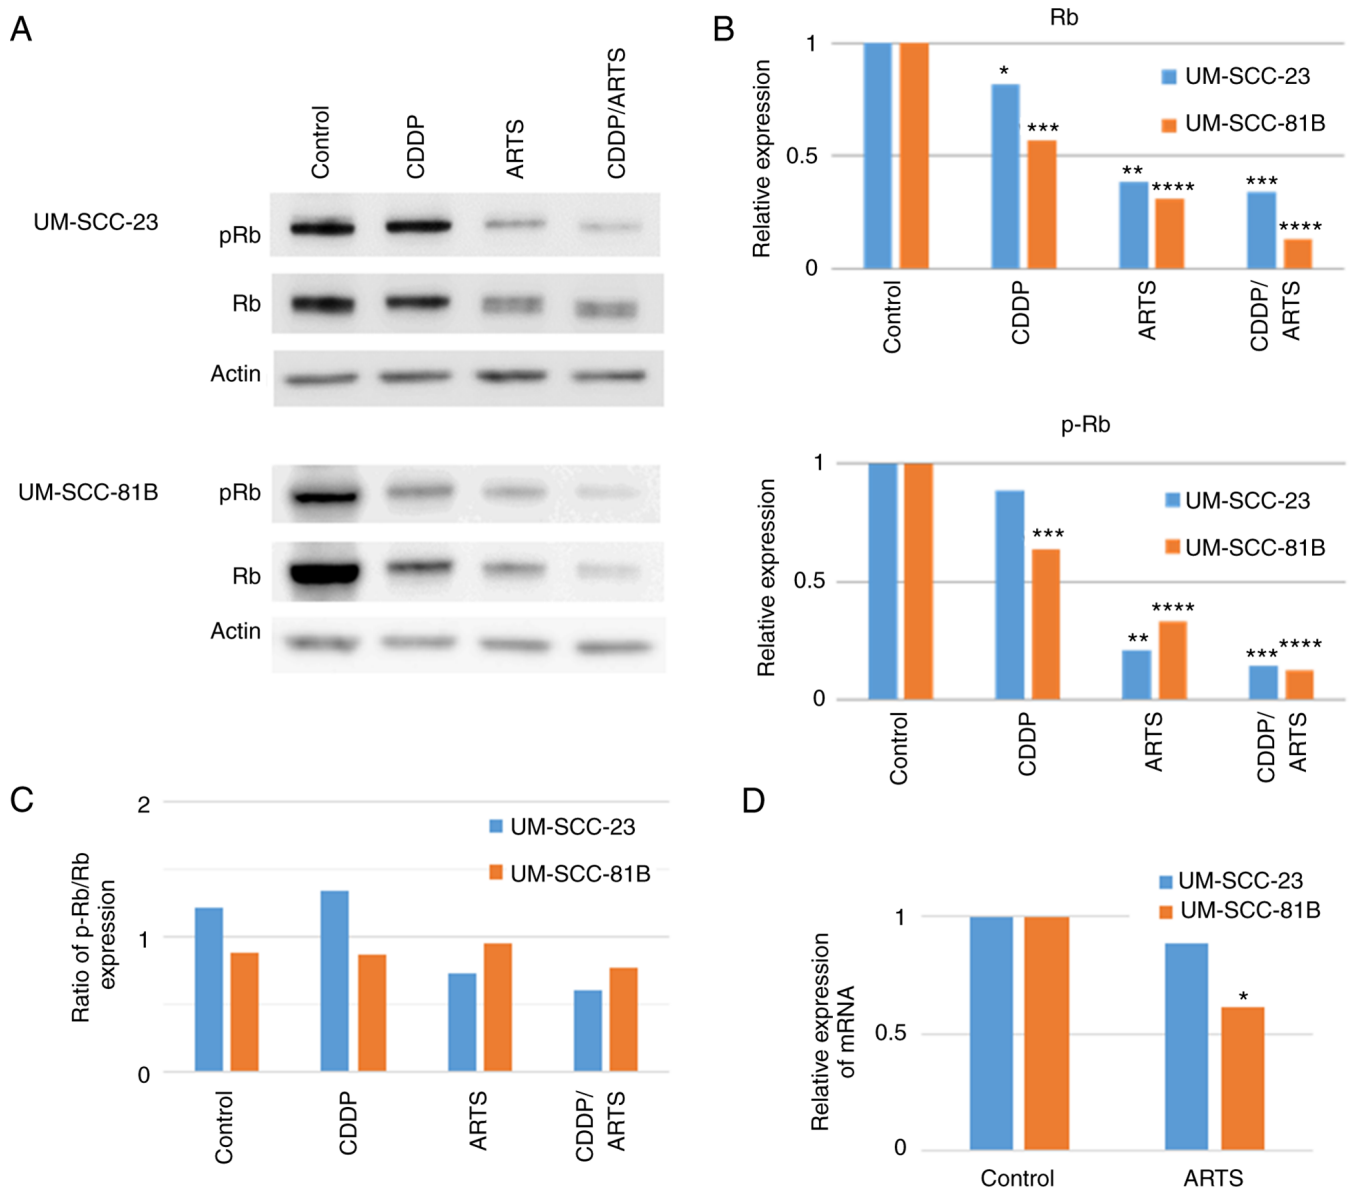 A
Control
CDDP
ARTS
CDDP/ARTS
UM-SCC-23
pRb
Rb
Actin
UM-SCC-81B
pRb
Rb
Actin
B
Rb
Relative expression
1
0.5
0
UM-SCC-23
UM-SCC-81B
*
***
**
****
***
****
Control
CDDP
ARTS
CDDP/
ARTS
p-Rb
Relative expression
1
0.5
0
UM-SCC-23
UM-SCC-81B
***
**
****
***
****
Control
CDDP
ARTS
CDDP/
ARTS
C
Ratio of p-Rb/Rb
expression
2
1
0
UM-SCC-23
UM-SCC-81B
Control
CDDP
ARTS
CDDP/
ARTS
D
Relative expression
of mRNA
1
0.5
0
UM-SCC-23
UM-SCC-81B
*
Control
ARTS